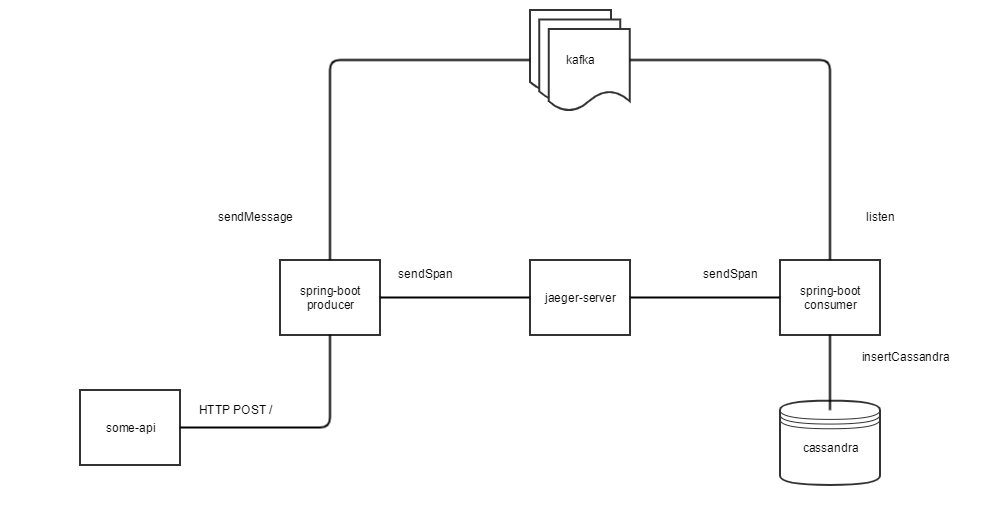 kafka
sendMessage
listen
sendSpan
sendSpan
spring-boot
producer
jaeger-server
spring-boot
consumer
insertCassandra
HTTP POST /
some-api
cassandra